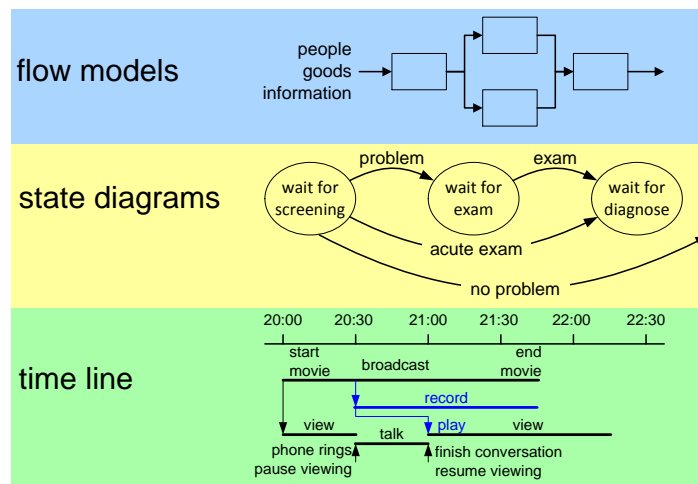 flow models
people
goods
information
state diagrams
problem
exam
wait for
screening
wait for
exam
wait for
diagnose
acute exam
no problem
time line
20:00 20:30 21:00 21:30 22:00 22:30
start
movie
broadcast
end
movie
record
view
talk
play
view
phone rings
pause viewing
finish conversation
resume viewing